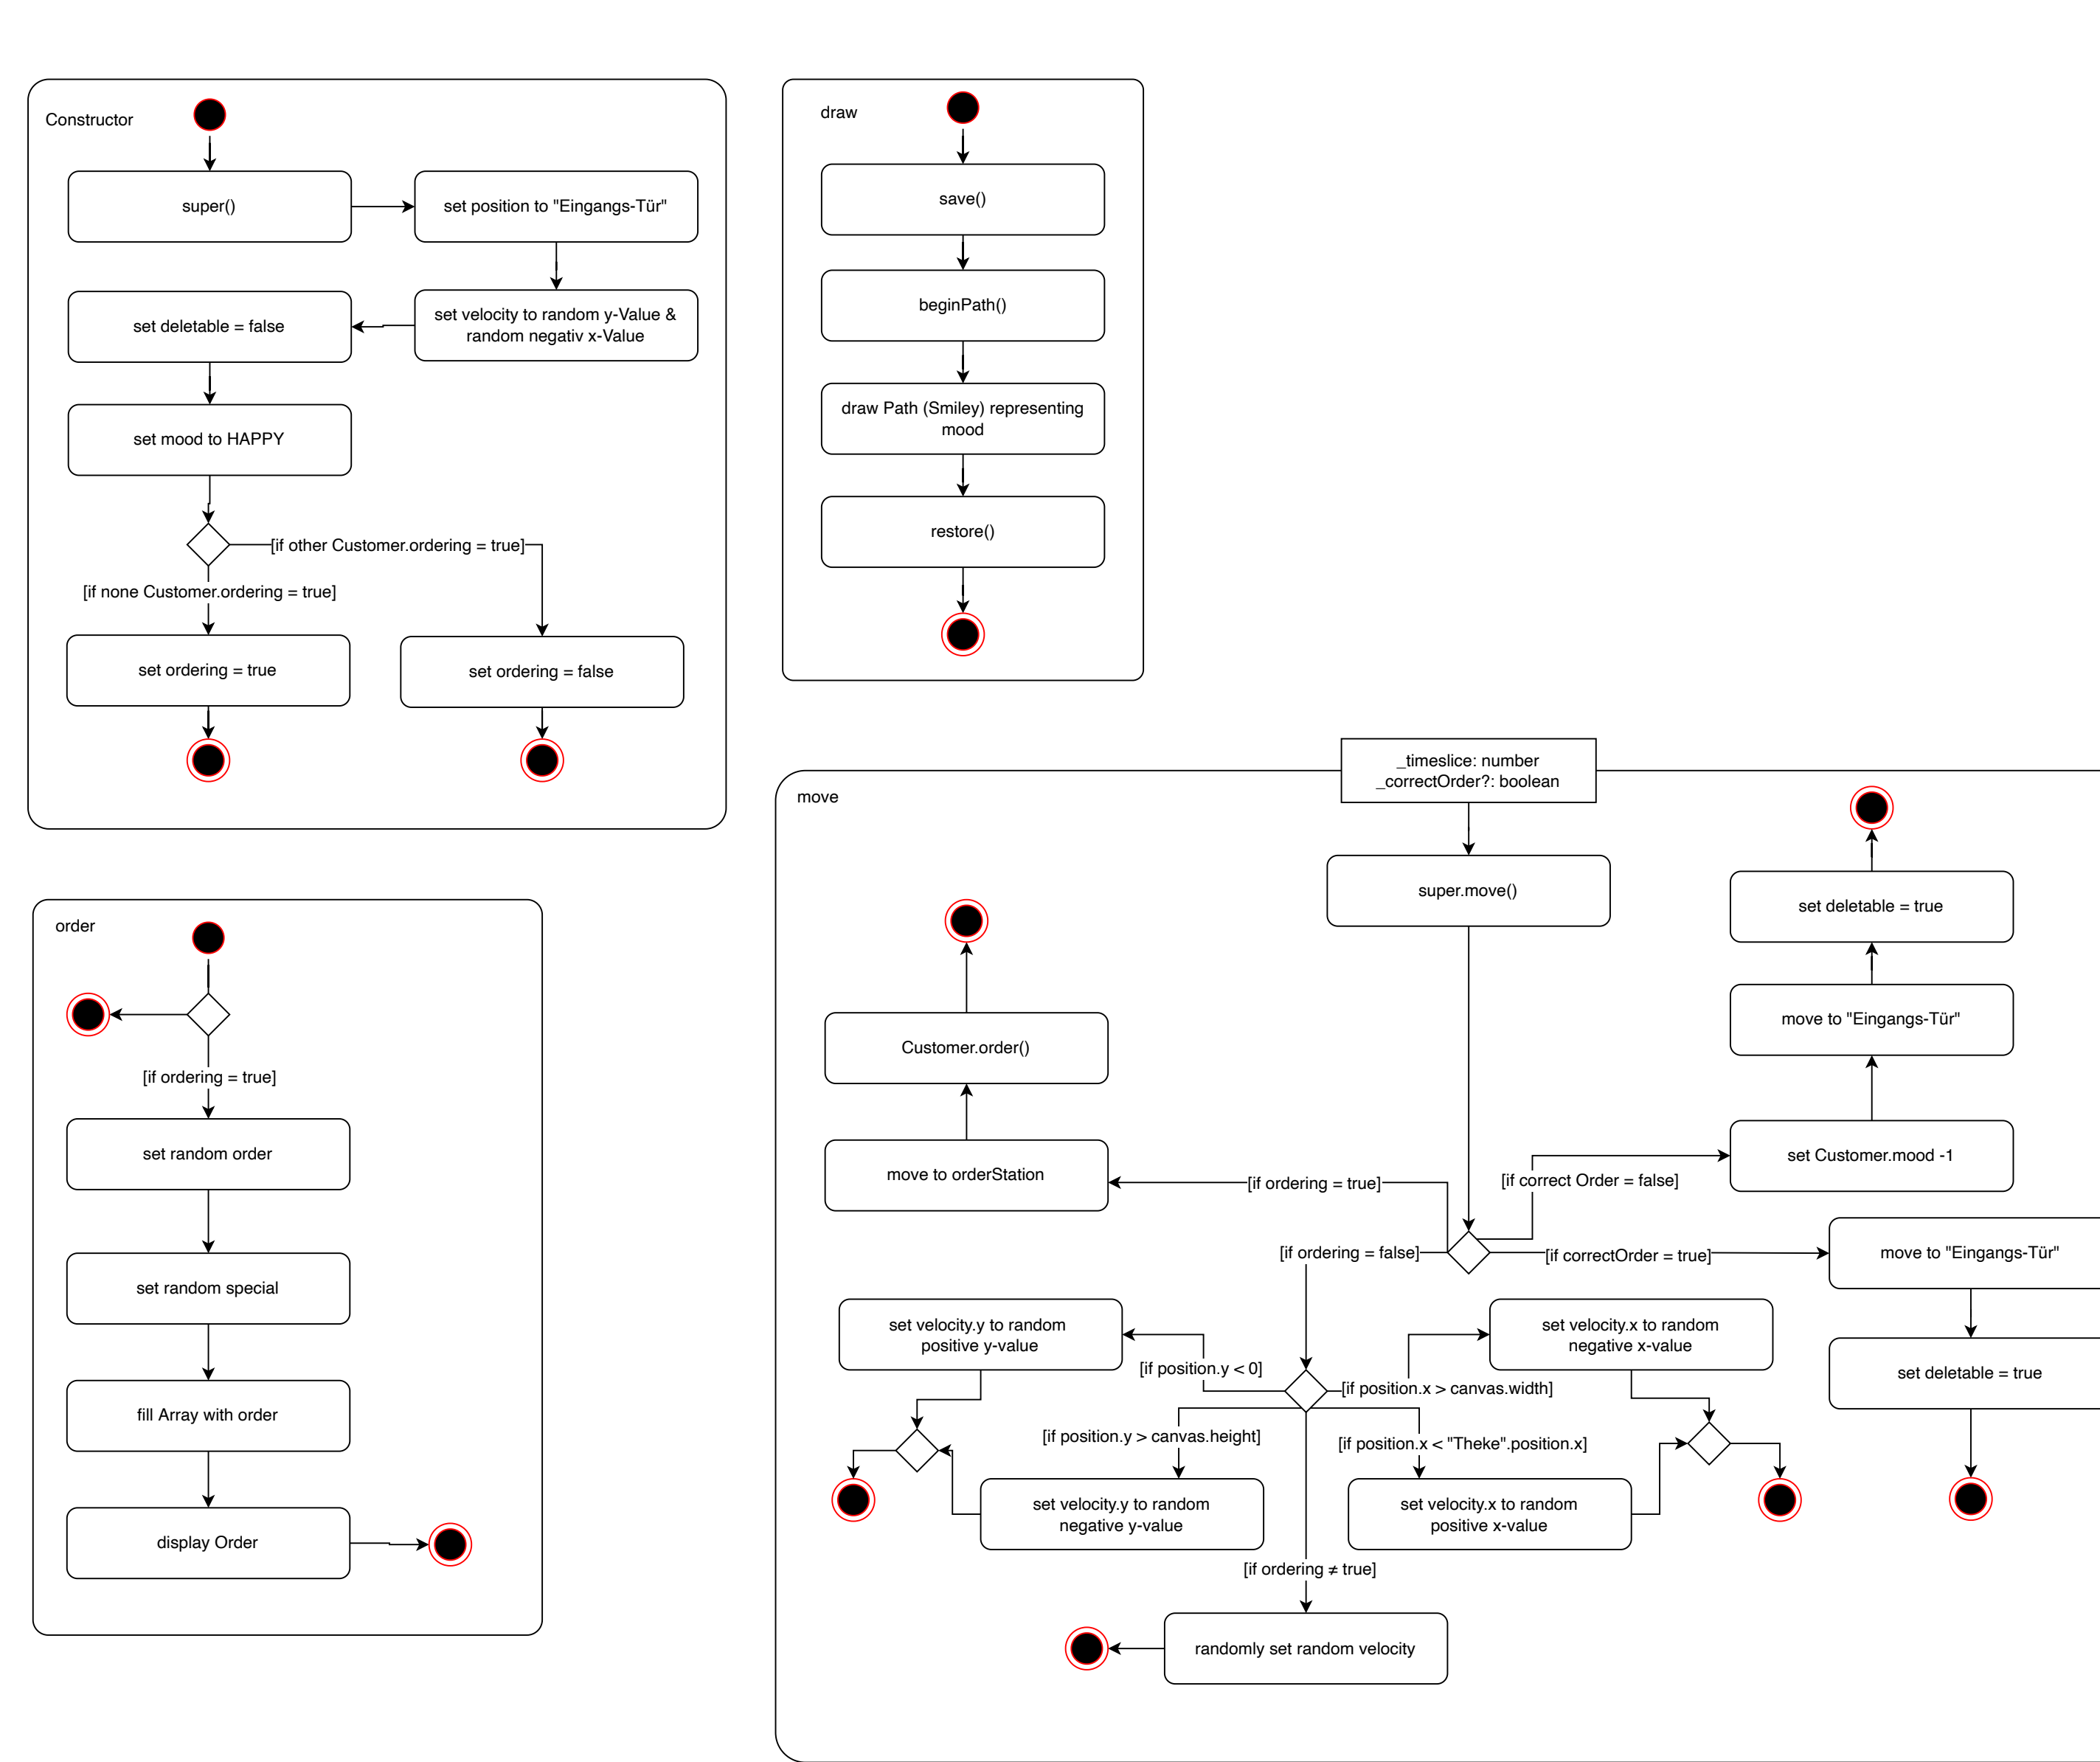 Constructor
super()
set position to "Eingangs-Tür"
set deletable = false
set velocity to random y-Value &
random negativ x-Value
set mood to HAPPY
[if other Customer.ordering = true]
[if none Customer.ordering = true]
set ordering = true
set ordering = false
draw
save()
beginPath()
draw Path (Smiley) representing
mood
restore()
order
[if ordering = true]
set random order
set random special
fill Array with order
display Order
_timeslice: number
_correctOrder?: boolean
move
super.move()
set deletable = true
move to "Eingangs-Tür"
Customer.order()
set Customer.mood -1
move to orderStation
[if ordering = true]
[if correct Order = false]
[if ordering = false]
[if correctOrder = true]
move to "Eingangs-Tür"
set velocity.y to random
positive y-value
[if position.y < 0]
[if position.x > canvas.width]
set velocity.x to random
negative x-value
set deletable = true
[if position.y > canvas.height]
[if position.x < "Theke".position.x]
set velocity.y to random
negative y-value
set velocity.x to random
positive x-value
[if ordering ≠ true]
randomly set random velocity